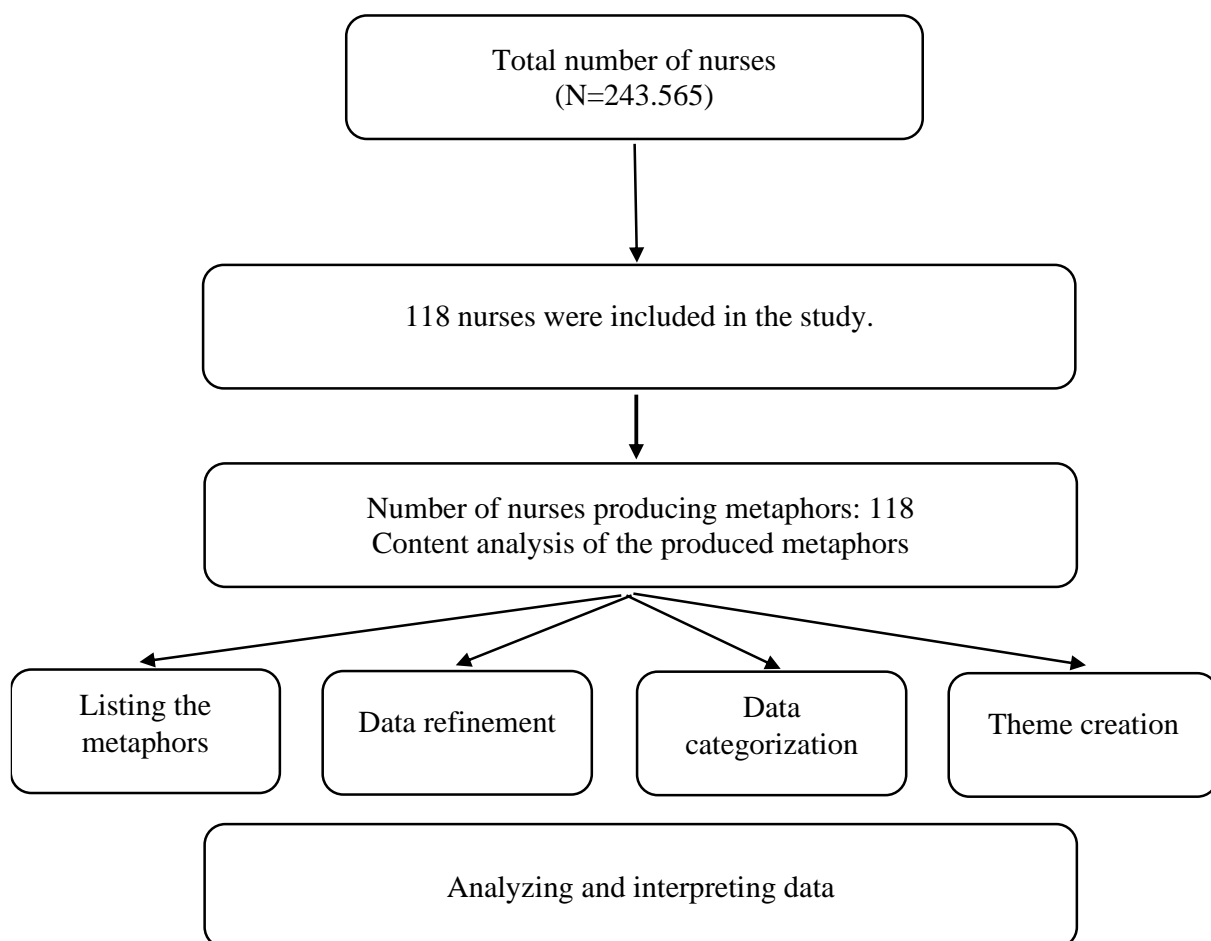 Total number of nurses
(N=243.565)
118 nurses were included in the study.
Number of nurses producing metaphors: 118
Content analysis of the produced metaphors
Listing the
metaphors
Data refinement
Data
categorization
Theme creation
Analyzing and interpreting data